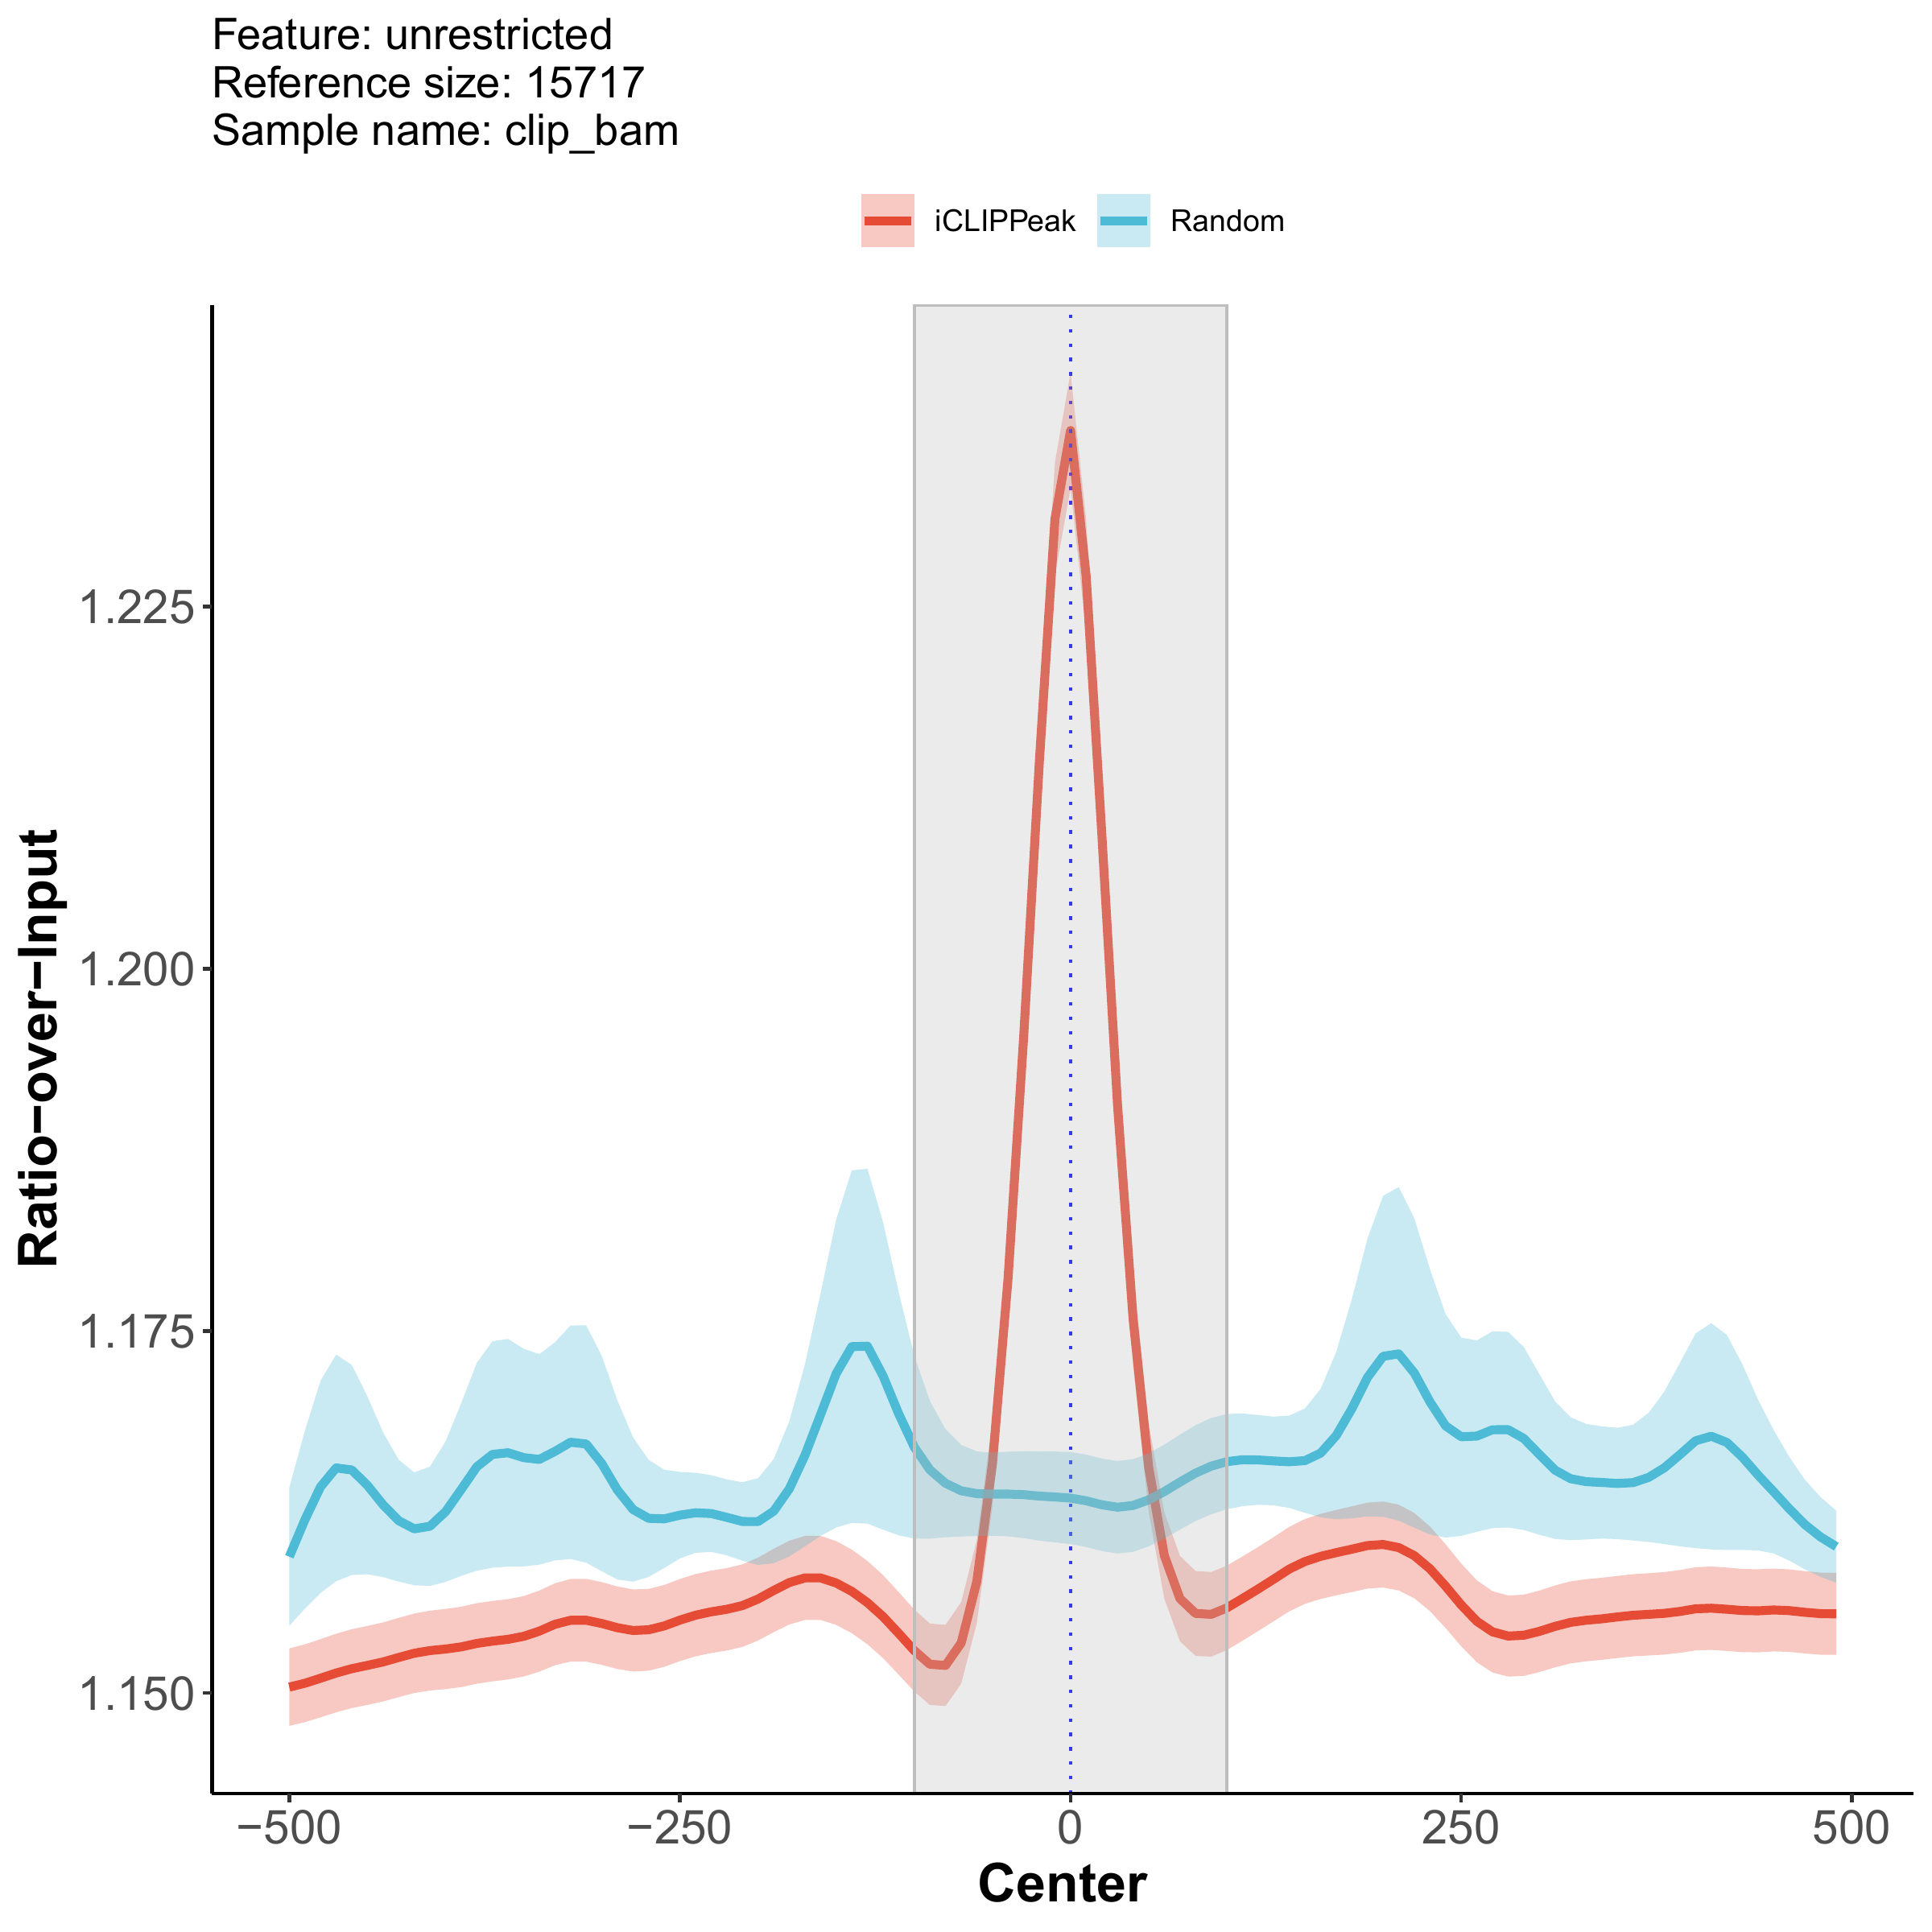 Feature: unrestricted
Reference size: 15717
Sample name: clip_bam
iCLIPPeak Random
Ratio−over−Input
1.225
1.200
1.175
1.150
−500 −250 0 250 500
Center